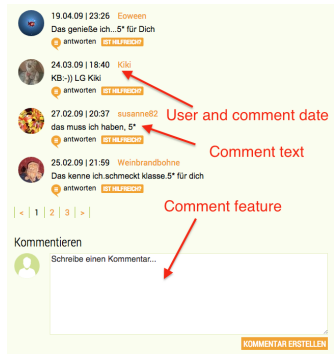 19.04.09 | 23:26 Eoween
Das genieße ich...5* für Dich
antworten IST HILFREICH?
24.03.09 | 18:40 Kiki
KB:-)) LG Kiki
antworten IST HILFREICH?
User and comment date
27.02.09 | 20:37 susanne82
das muss ich haben, 5*
antworten IST HILFREICH?
Comment text
25.02.09 | 21:59 Weinbrandbohne
Das kenne ich.schmeckt klasse.5* für dich
antworten IST HILFREICH?
| < | 1 | 2 | 3 | > |
Comment feature
Kommentieren
Schreibe einen Kommentar...
KOMMENTAR ERSTELLEN